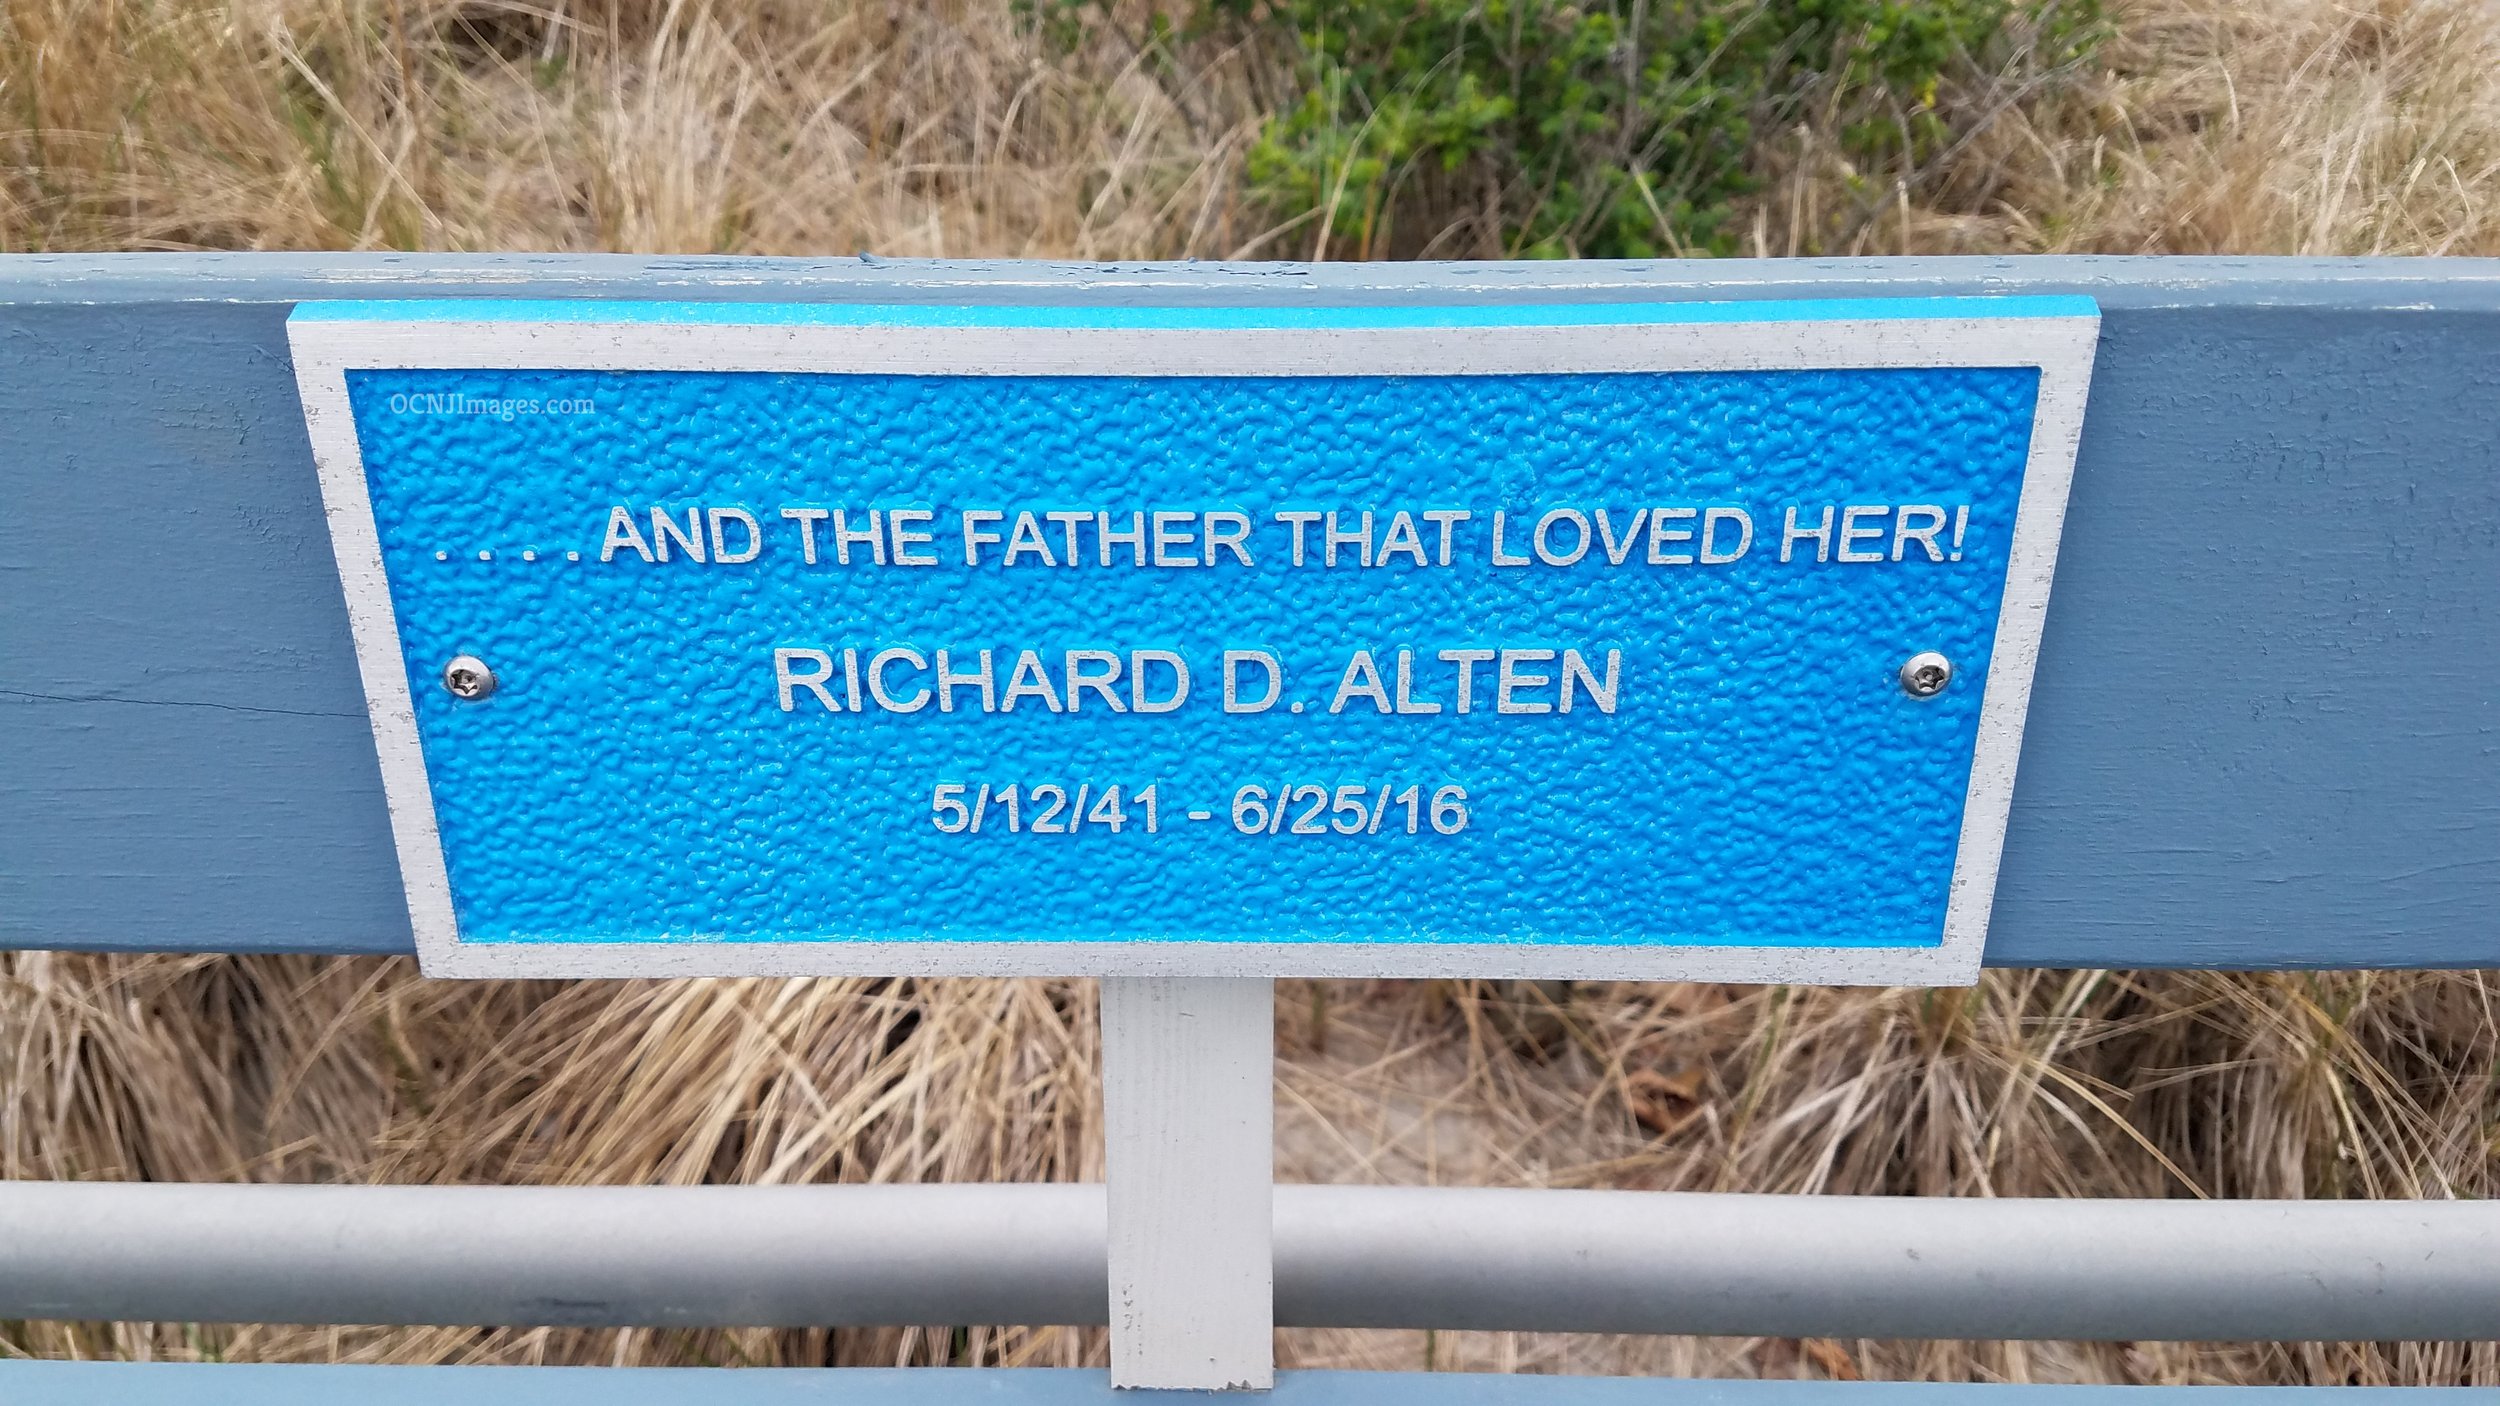 OCNJImages.com
. . . . AND THE FATHER THAT LOVED HER!
RICHARD D. ALTEN
5/12/41 - 6/25/16